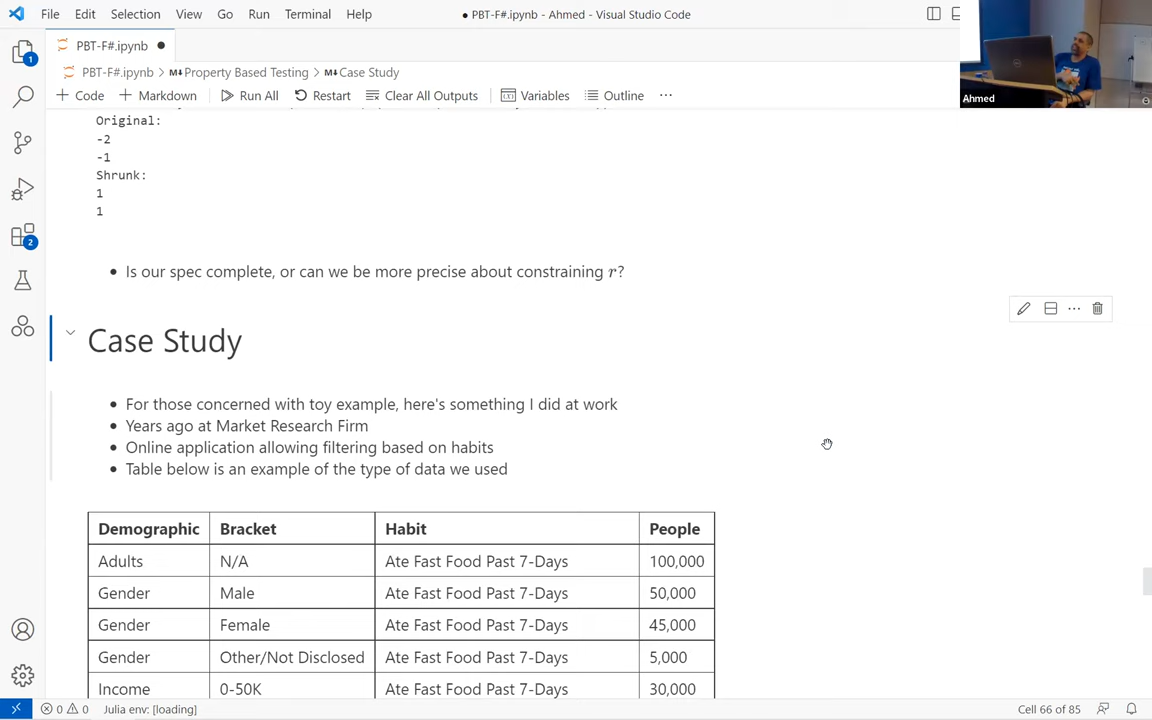 File Edit Selection View Go Run Terminal Help
● PBT-F#.ipynb - Ahmed - Visual Studio Code
PBT-F#.ipynb ●
PBT-F#.ipynb > M↓Property Based Testing > M↓Case Study
+ Code + Markdown Run All Restart Clear All Outputs Variables Outline ...
Ahmed
Original:
-2
-1
Shrunk:
1
1
• Is our spec complete, or can we be more precise about constraining r?
Case Study
• For those concerned with toy example, here's something I did at work
• Years ago at Market Research Firm
• Online application allowing filtering based on habits
• Table below is an example of the type of data we used
Demographic Bracket Habit People
Adults N/A Ate Fast Food Past 7-Days 100,000
Gender Male Ate Fast Food Past 7-Days 50,000
Gender Female Ate Fast Food Past 7-Days 45,000
Gender Other/Not Disclosed Ate Fast Food Past 7-Days 5,000
Income 0-50K Ate Fast Food Past 7-Days 30,000
1
2
0 0 Julia env: [loading] Cell 66 of 85